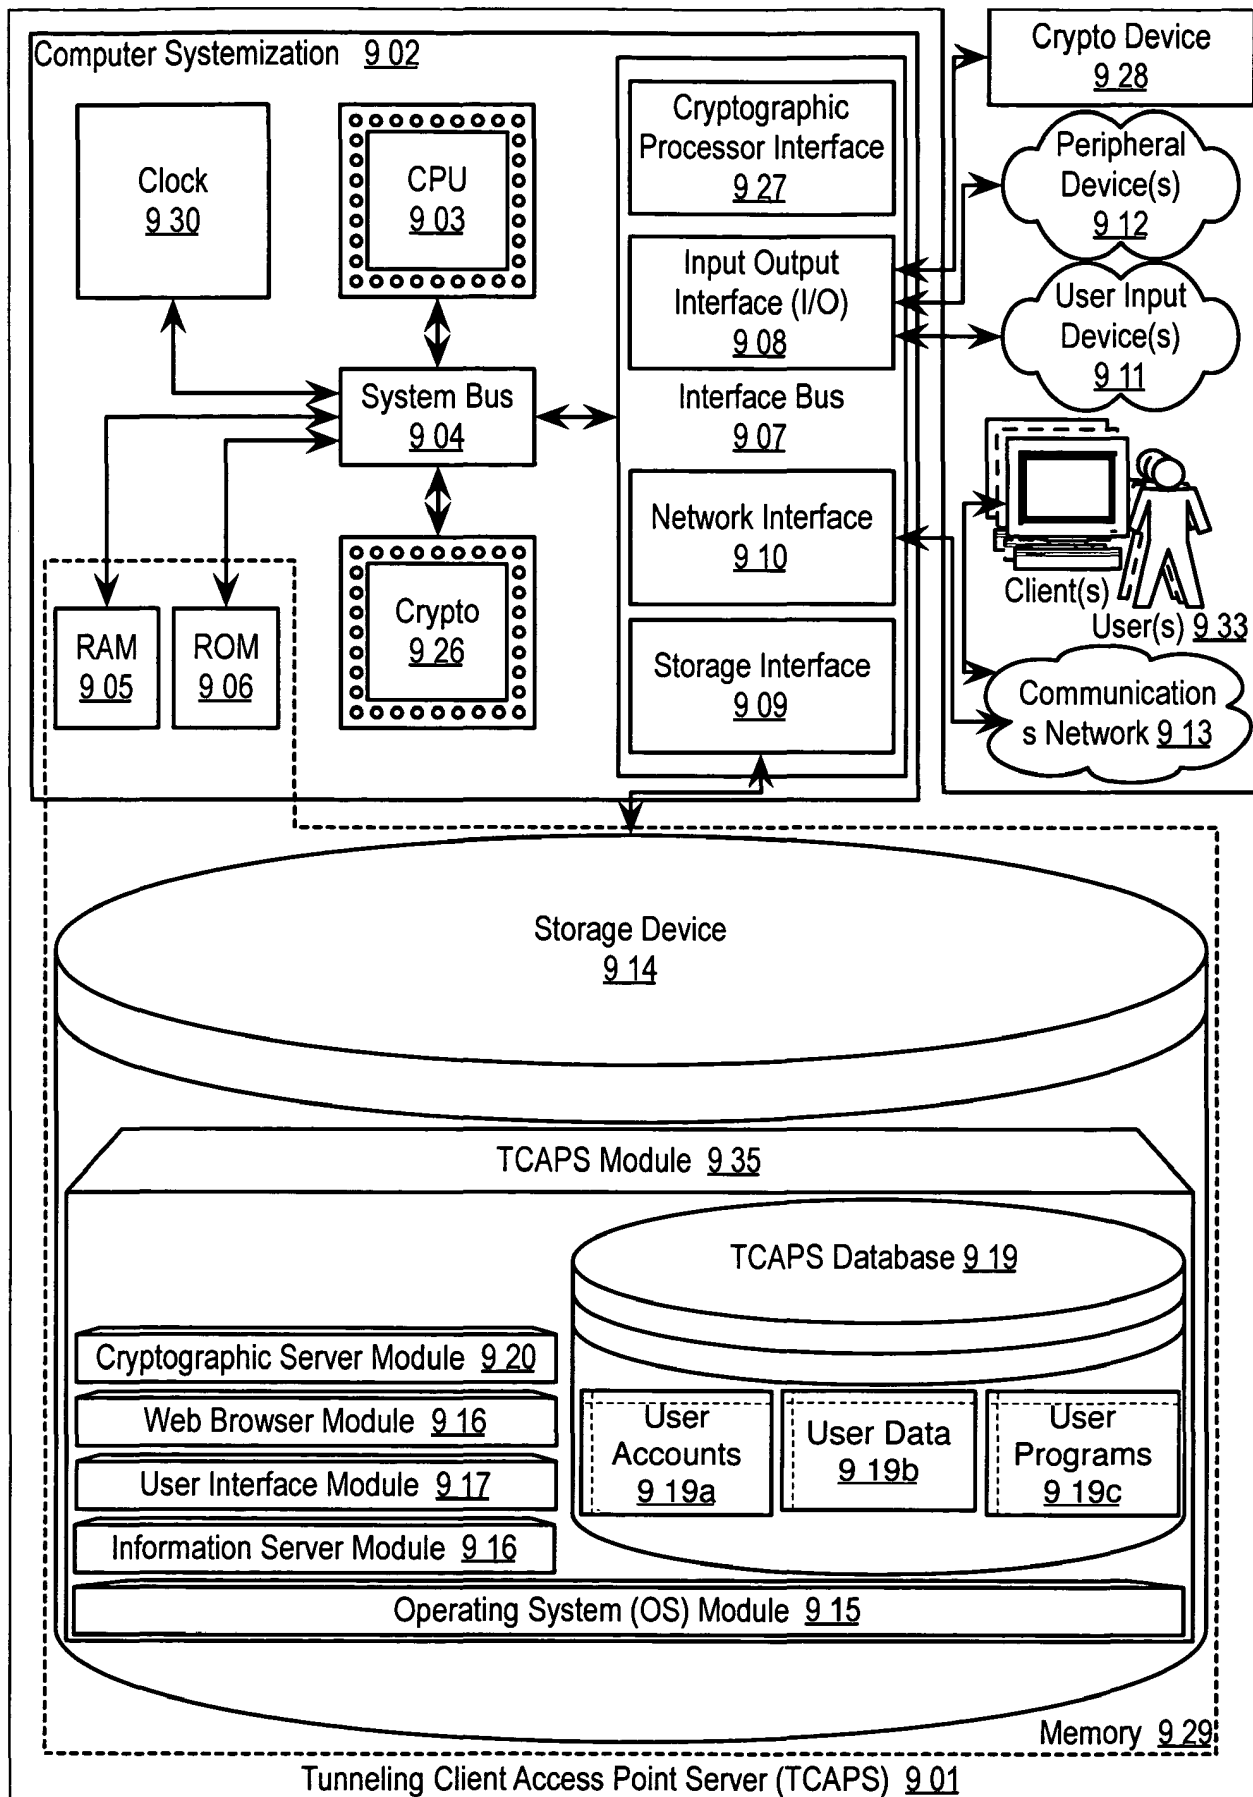 Computer Systemization 9 02
Clock
9 30
CPU
9 03
System Bus
9 04
Crypto
9 26
RAM
9 05
ROM
9 06
Cryptographic
Processor Interface
9 27
Input Output
Interface (I/O)
9 08
Interface Bus
9 07
Network Interface
9 10
Storage Interface
9 09
Crypto Device
9 28
Peripheral
Device(s)
9 12
User Input
Device(s)
9 11
Client(s)
User(s) 9 33
Communication
s Network 9 13
Storage Device
9 14
TCAPS Module 9 35
TCAPS Database 9 19
Cryptographic Server Module 9 20
Web Browser Module 9 16
User Interface Module 9 17
Information Server Module 9 16
User
Accounts
9 19a
User Data
9 19b
User
Programs
9 19c
Operating System (OS) Module 9 15
Memory 9 29
Tunneling Client Access Point Server (TCAPS) 9 01